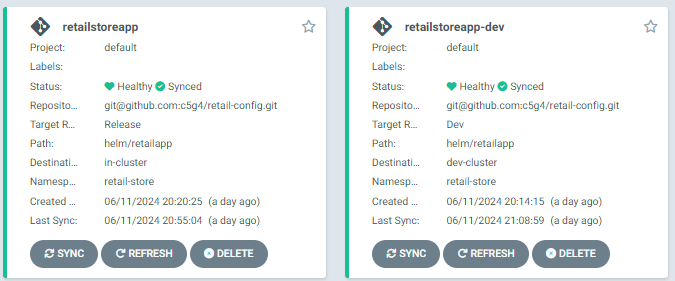 retailstoreapp
Project: default
Labels:
Status: Healthy Synced
Reposito... git@github.com:c5g4/retail-config.git
Target R... Release
Path: helm/retailapp
Destinati... in-cluster
Namesp... retail-store
Created ... 06/11/2024 20:20:25 (a day ago)
Last Sync: 06/11/2024 20:55:04 (a day ago)
SYNC REFRESH DELETE
retailstoreapp-dev
Project: default
Labels:
Status: Healthy Synced
Reposito... git@github.com:c5g4/retail-config.git
Target R... Dev
Path: helm/retailapp
Destinati... dev-cluster
Namesp... retail-store
Created ... 06/11/2024 20:14:15 (a day ago)
Last Sync: 06/11/2024 21:08:59 (a day ago)
SYNC REFRESH DELETE